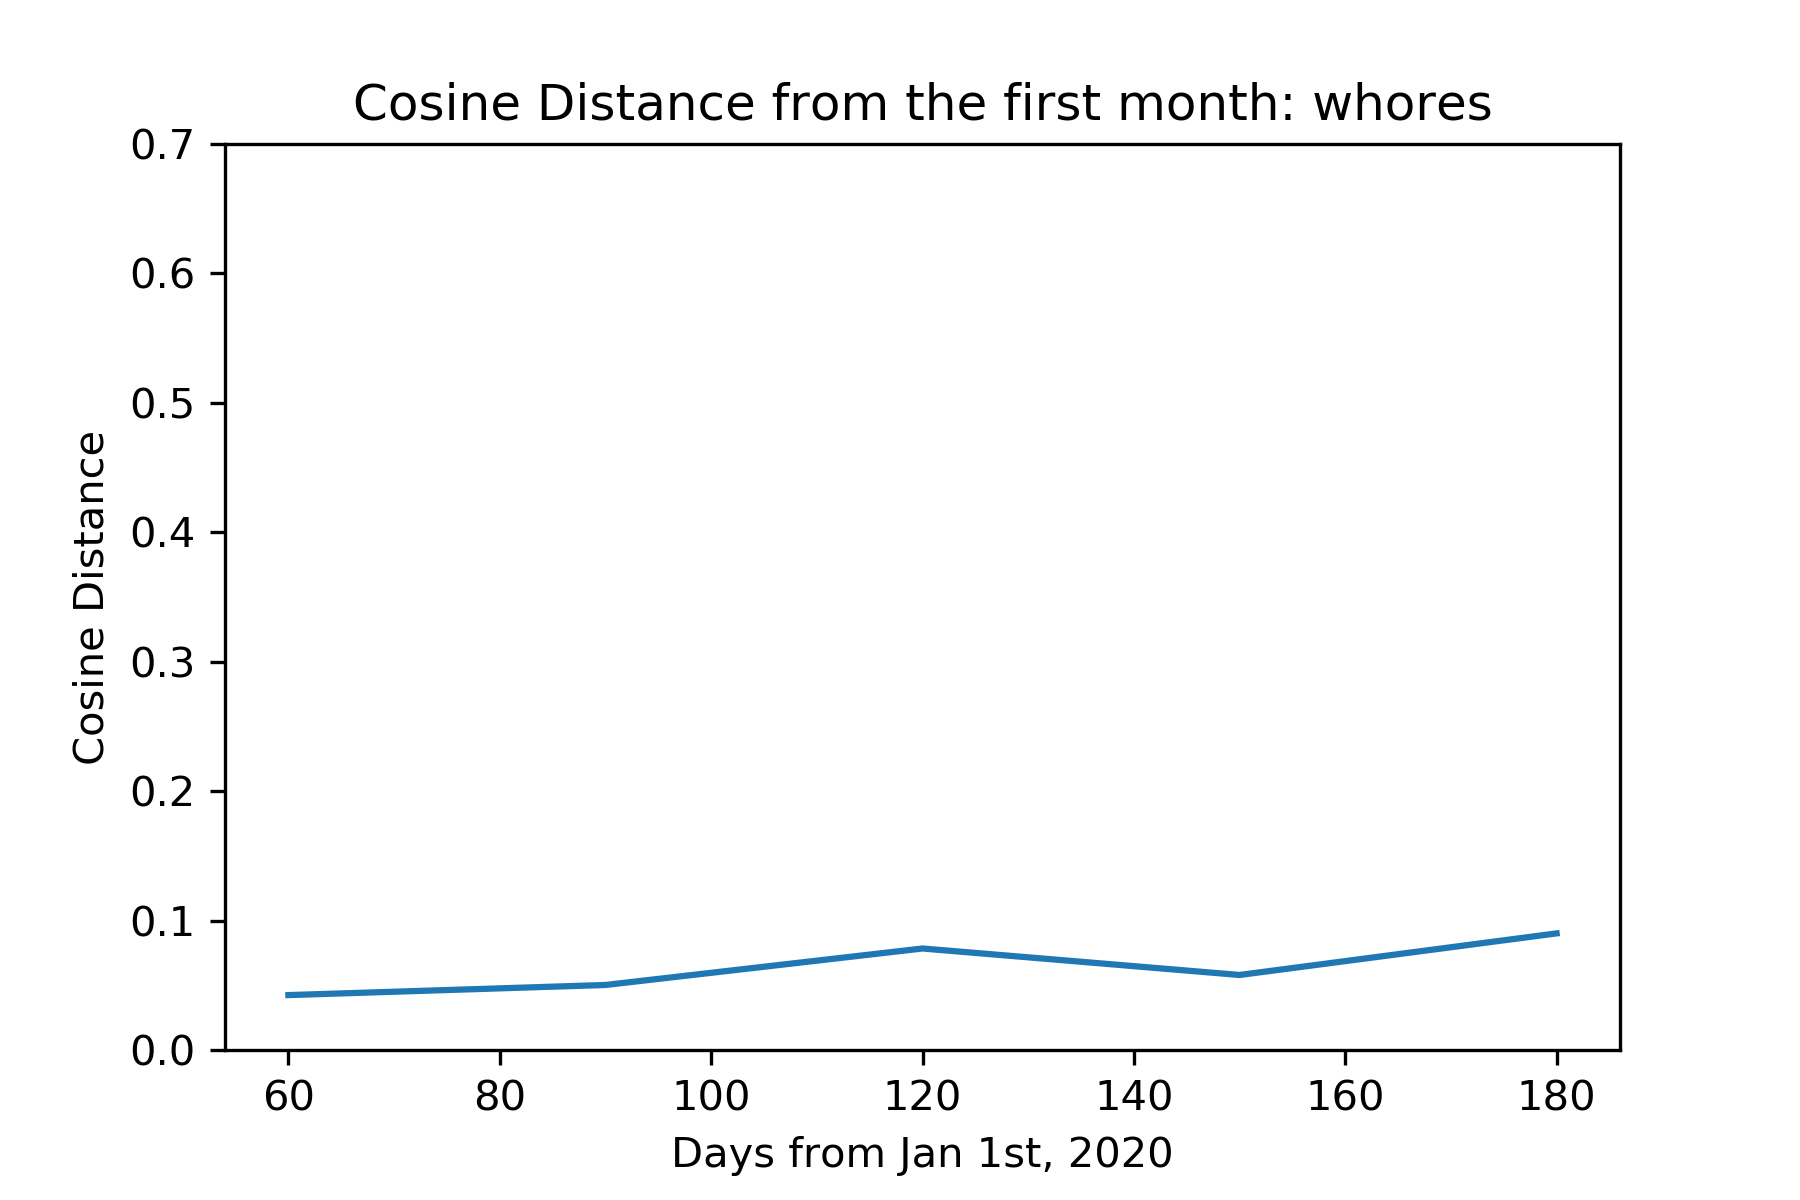 Cosine Distance from the first month: whores
0.7
0.6
0.5
0.4
0.3
0.2
0.1
0.0
Cosine Distance
60 80 100 120 140 160 180
Days from Jan 1st, 2020